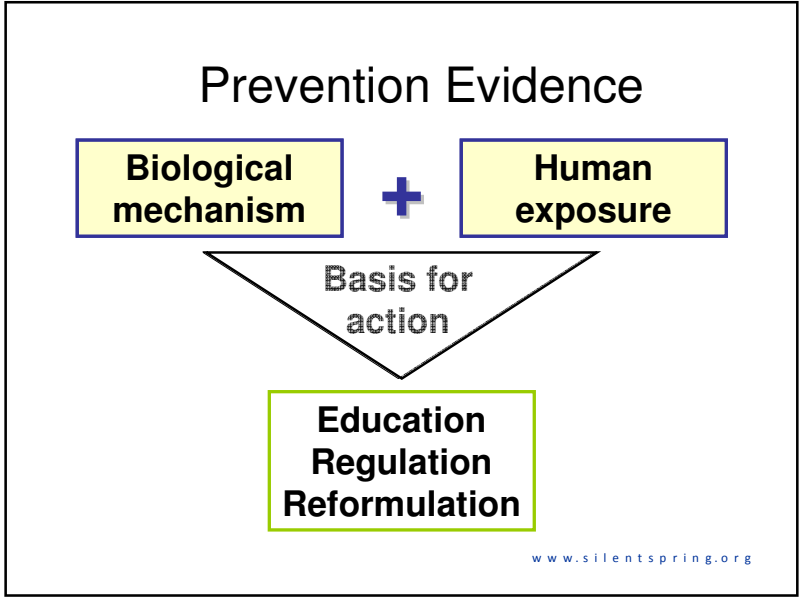 Prevention Evidence
Biological
mechanism
+
Human
exposure
Basis for
action
Education
Regulation
Reformulation
www.silentspring.org